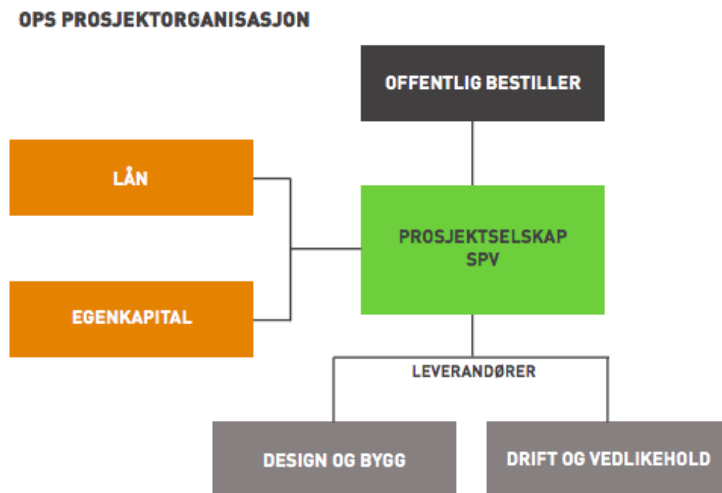 OPS PROSJEKTORGANISASJON
OFFENTLIG BESTILLER
LÅN
PROSJEKTSELSKAP
SPV
EGENKAPITAL
LEVERANDØRER
DESIGN OG BYGG
DRIFT OG VEDLIKEHOLD